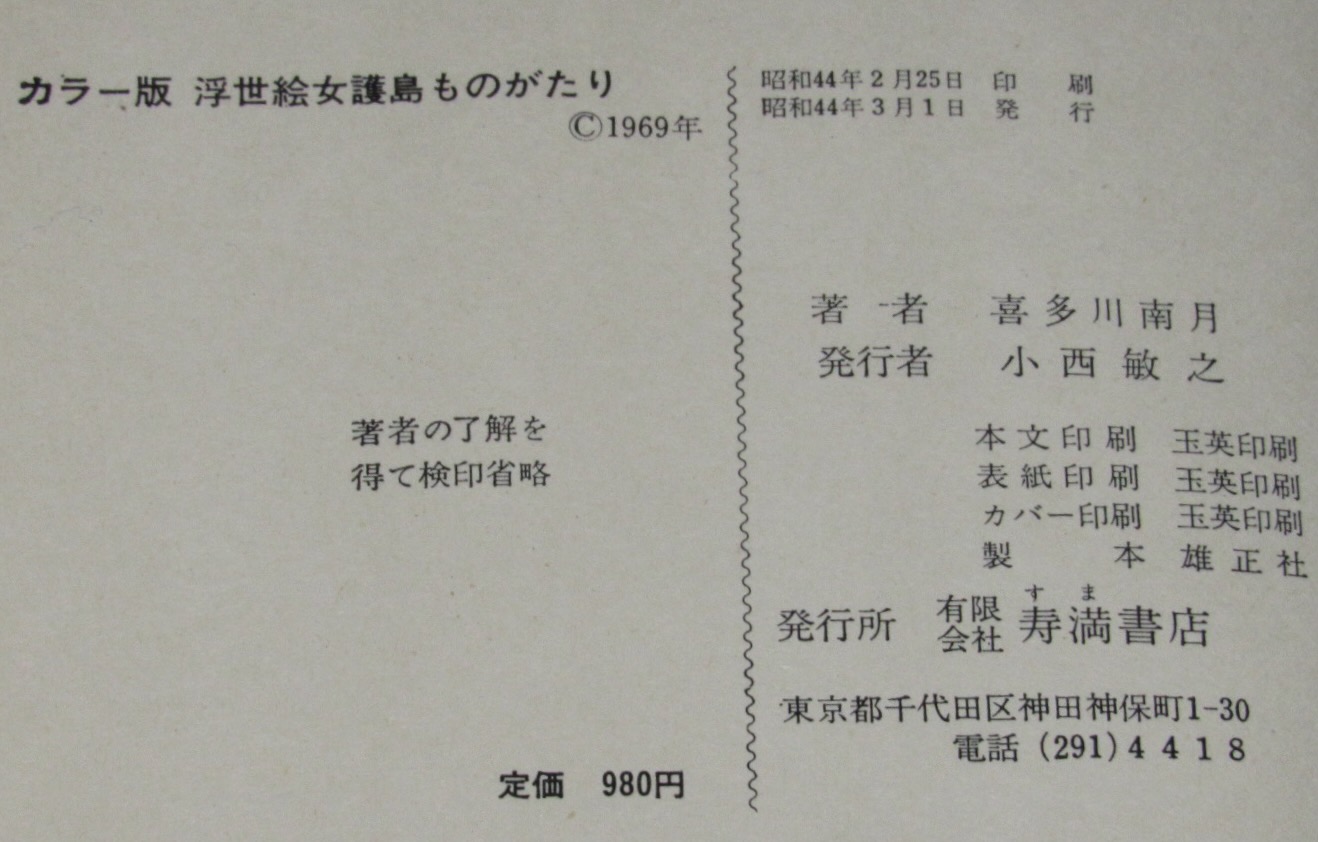 カラー版 浮世絵女護島ものがたり
©1969年
著者の了解を
得て検印省略
定価 980円
昭和44年2月25日 印刷
昭和44年3月1日 発行
著者 喜多川南月
発行者 小西敏之
本文印刷 玉英印刷
表紙印刷 玉英印刷
カバー印刷 玉英印刷
製本 雄正社
すま
発行所 有限会社 寿満書店
東京都千代田区神田神保町1-30
電話 (291) 4418